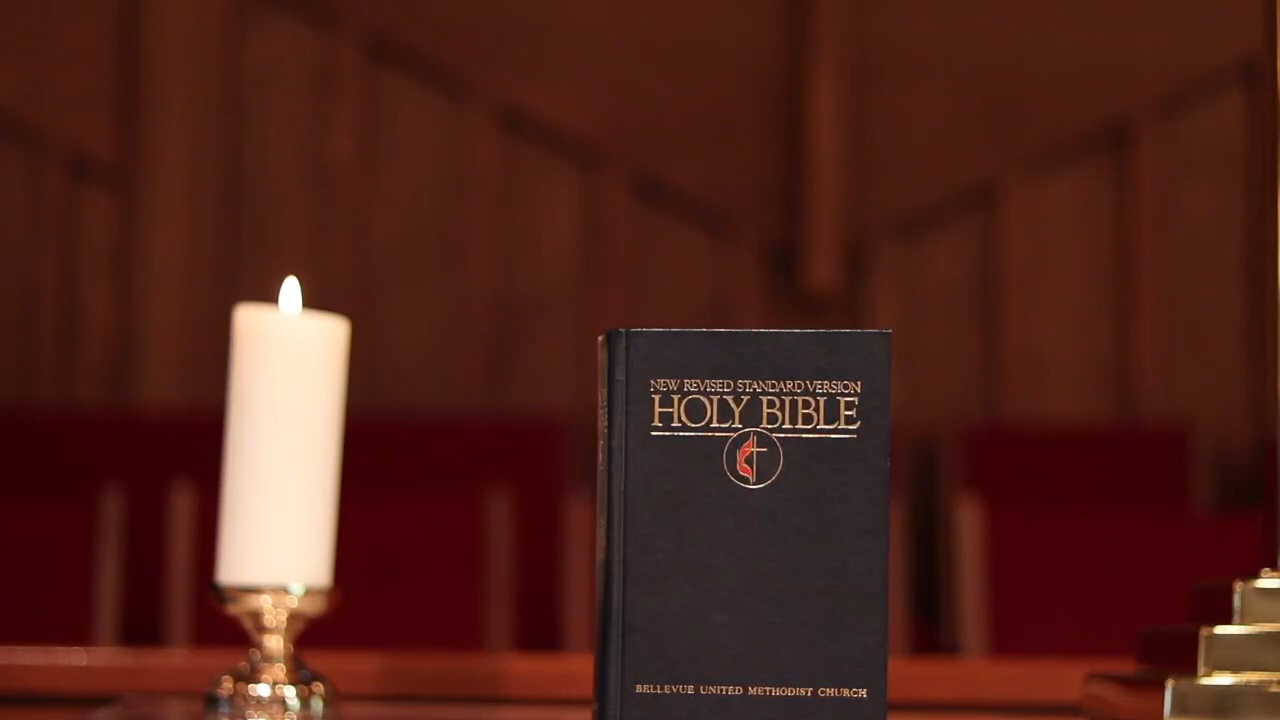 NEW REVISED STANDARD VERSION
HOLY BIBLE
BELLEVUE UNITED METHODIST CHURCH